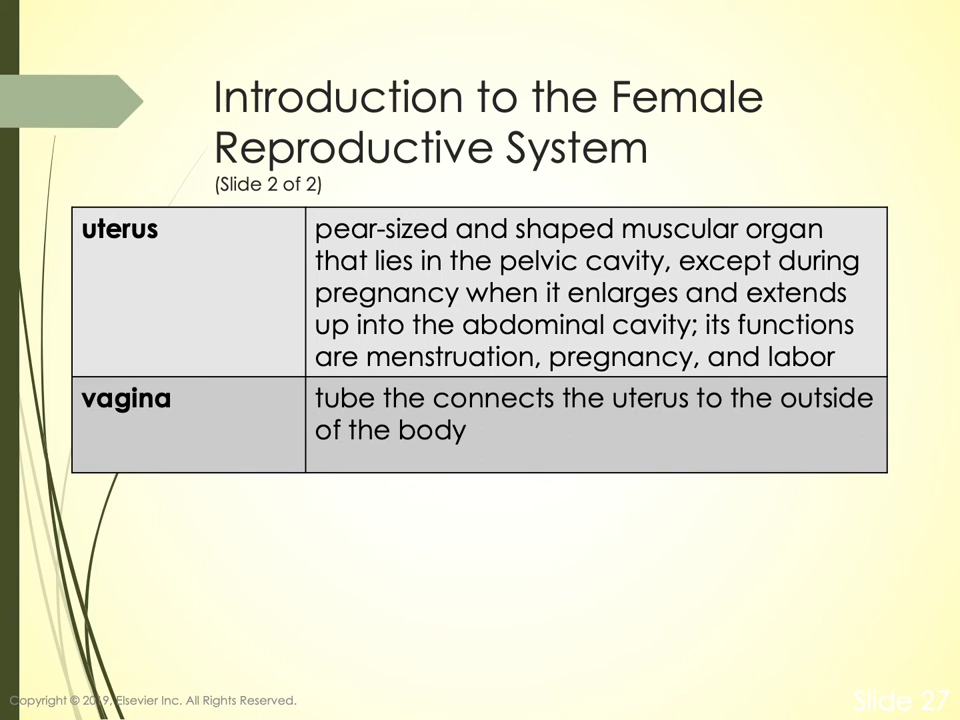 Introduction to the Female
Reproductive System
(Slide 2 of 2)
uterus
pear-sized and shaped muscular organ
that lies in the pelvic cavity, except during
pregnancy when it enlarges and extends
up into the abdominal cavity; its functions
are menstruation, pregnancy, and labor
vagina
tube the connects the uterus to the outside
of the body
Copyright © 2019, Elsevier Inc. All Rights Reserved.
Slide 27